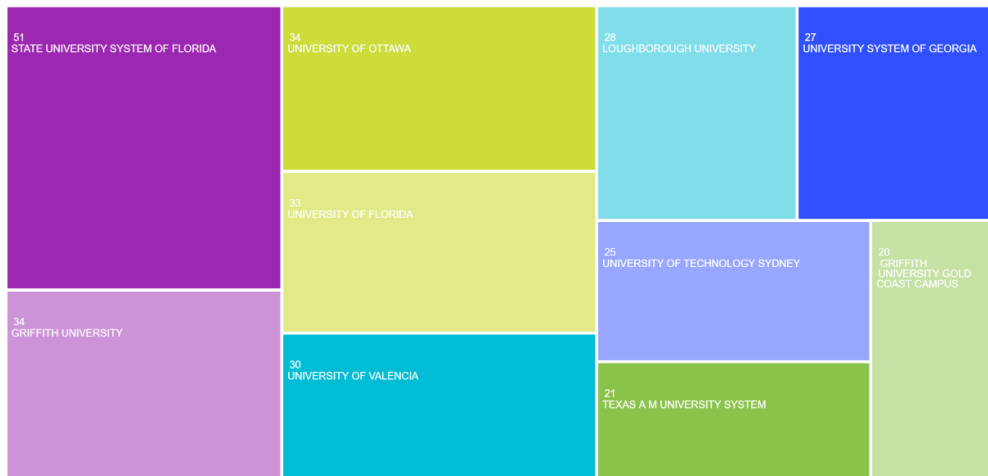 51
STATE UNIVERSITY SYSTEM OF FLORIDA
34
GRIFFITH UNIVERSITY
34
UNIVERSITY OF OTTAWA
33
UNIVERSITY OF FLORIDA
30
UNIVERSITY OF VALENCIA
28
LOUGHBOROUGH UNIVERSITY
27
UNIVERSITY SYSTEM OF GEORGIA
25
UNIVERSITY OF TECHNOLOGY SYDNEY
21
TEXAS A M UNIVERSITY SYSTEM
20
GRIFFITH
UNIVERSITY GOLD
COAST CAMPUS